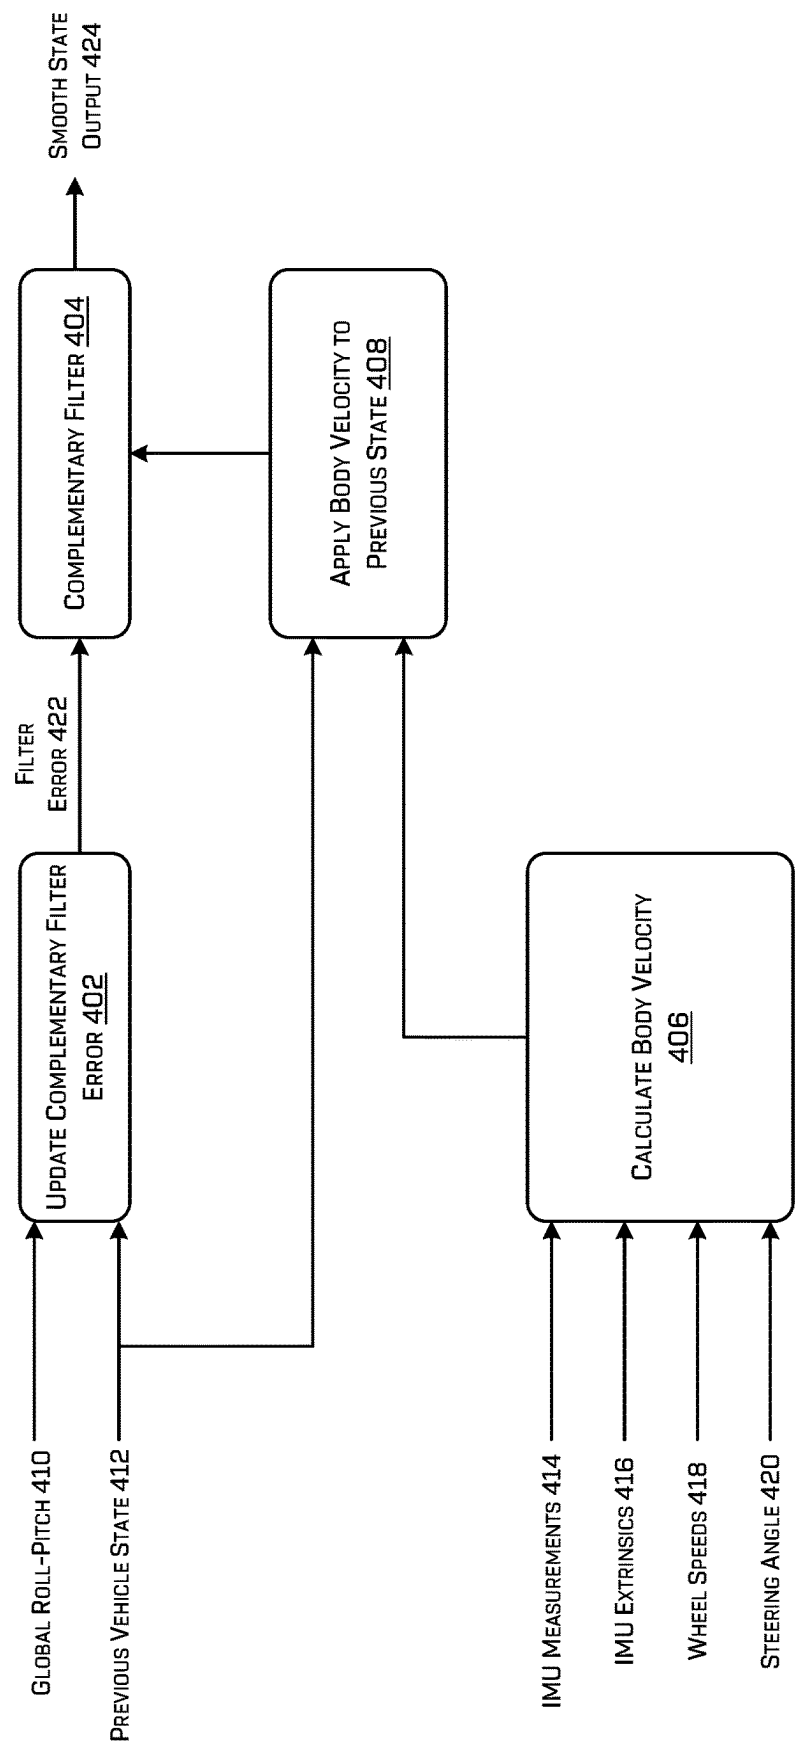 GLOBAL ROLL-PITCH 410
PREVIOUS VEHICLE STATE 412
UPDATE COMPLEMENTARY FILTER
ERROR 402
FILTER
ERROR 422
COMPLEMENTARY FILTER 404
SMOOTH STATE
OUTPUT 424
APPLY BODY VELOCITY TO
PREVIOUS STATE 408
IMU MEASUREMENTS 414
IMU EXTRINSICS 416
WHEEL SPEEDS 418
STEERING ANGLE 420
CALCULATE BODY VELOCITY
406